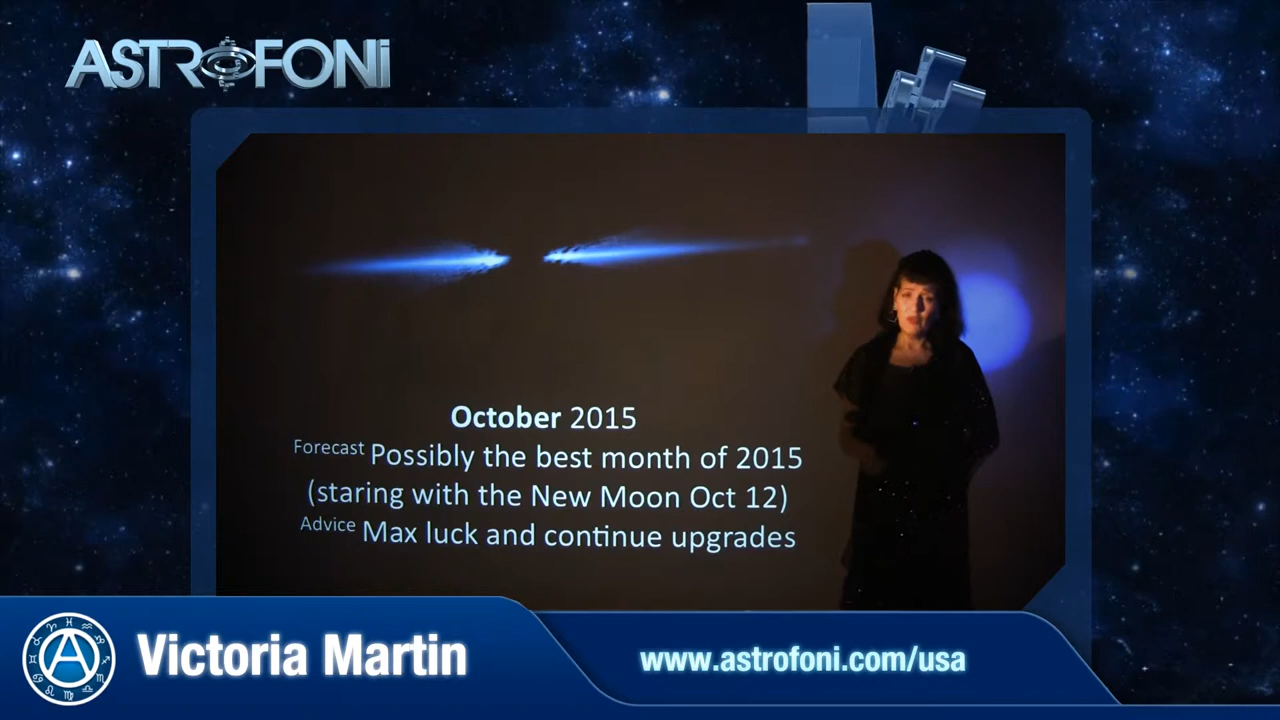 ASTROFONi
October 2015
Forecast Possibly the best month of 2015
(staring with the New Moon Oct 12)
Advice Max luck and continue upgrades
A
Victoria Martin
www.astrofoni.com/usa